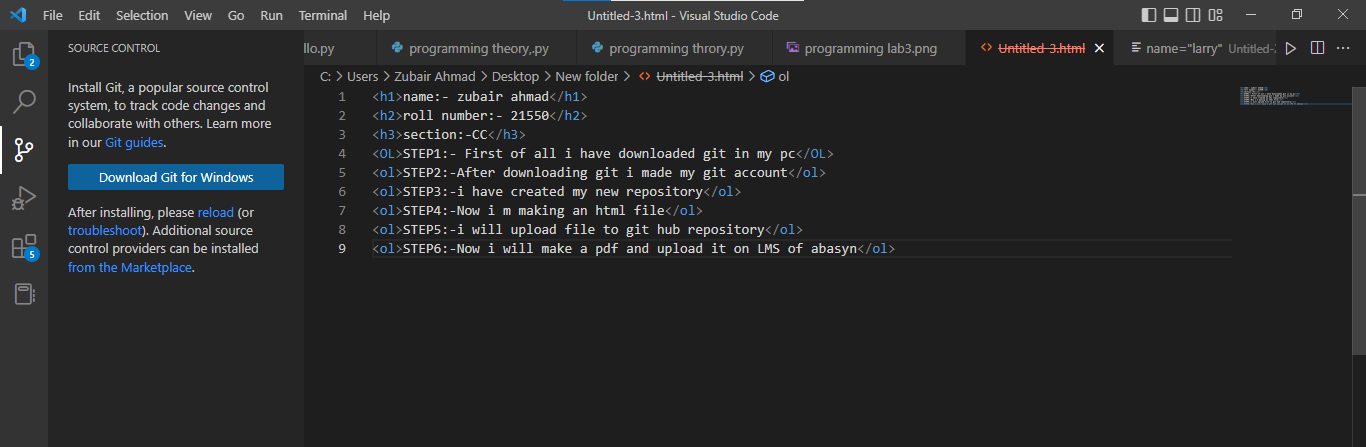 File Edit Selection View Go Run Terminal Help Untitled-3.html - Visual Studio Code
SOURCE CONTROL
llo.py programming theory,.py programming throry.py programming lab3.png Untitled-3.html name="larry" Untitled-2
C: > Users > Zubair Ahmad > Desktop > New folder > Untitled-3.html > ol
Install Git, a popular source control
system, to track code changes and
collaborate with others. Learn more
in our Git guides.
Download Git for Windows
After installing, please reload (or
troubleshoot). Additional source
control providers can be installed
from the Marketplace.
2
5
1 <h1>name:- zubair ahmad</h1>
2 <h2>roll number:- 21550</h2>
3 <h3>section:-CC</h3>
4 <OL>STEP1:- First of all i have downloaded git in my pc</OL>
5 <ol>STEP2:-After downloading git i made my git account</ol>
6 <ol>STEP3:-i have created my new repository</ol>
7 <ol>STEP4:-Now i m making an html file</ol>
8 <ol>STEP5:-i will upload file to git hub repository</ol>
9 <ol>STEP6:-Now i will make a pdf and upload it on LMS of abasyn</ol>